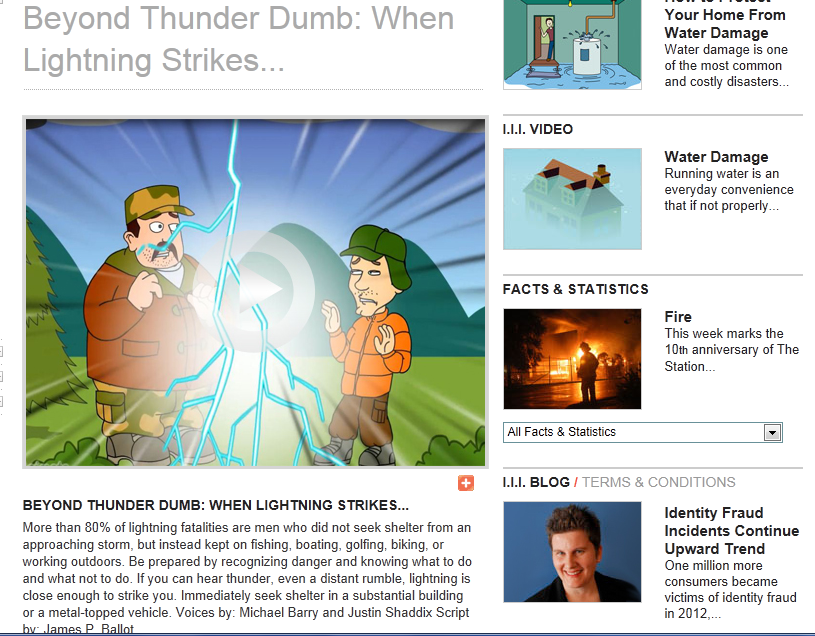 Beyond Thunder Dumb: When
Lightning Strikes...
BEYOND THUNDER DUMB: WHEN LIGHTNING STRIKES...
More than 80% of lightning fatalities are men who did not seek shelter from an
approaching storm, but instead kept on fishing, boating, golfing, biking, or
working outdoors. Be prepared by recognizing danger and knowing what to do
and what not to do. If you can hear thunder, even a distant rumble, lightning is
close enough to strike you. Immediately seek shelter in a substantial building
or a metal-topped vehicle. Voices by: Michael Barry and Justin Shaddix Script
by: James P. Ballot
How to Protect
Your Home From
Water Damage
Water damage is one
of the most common
and costly disasters...
I.I.I. VIDEO
Water Damage
Running water is an
everyday convenience
that if not properly...
FACTS & STATISTICS
Fire
This week marks the
10th anniversary of The
Station...
All Facts & Statistics
I.I.I. BLOG / TERMS & CONDITIONS
Identity Fraud
Incidents Continue
Upward Trend
One million more
consumers became
victims of identity fraud
in 2012,...